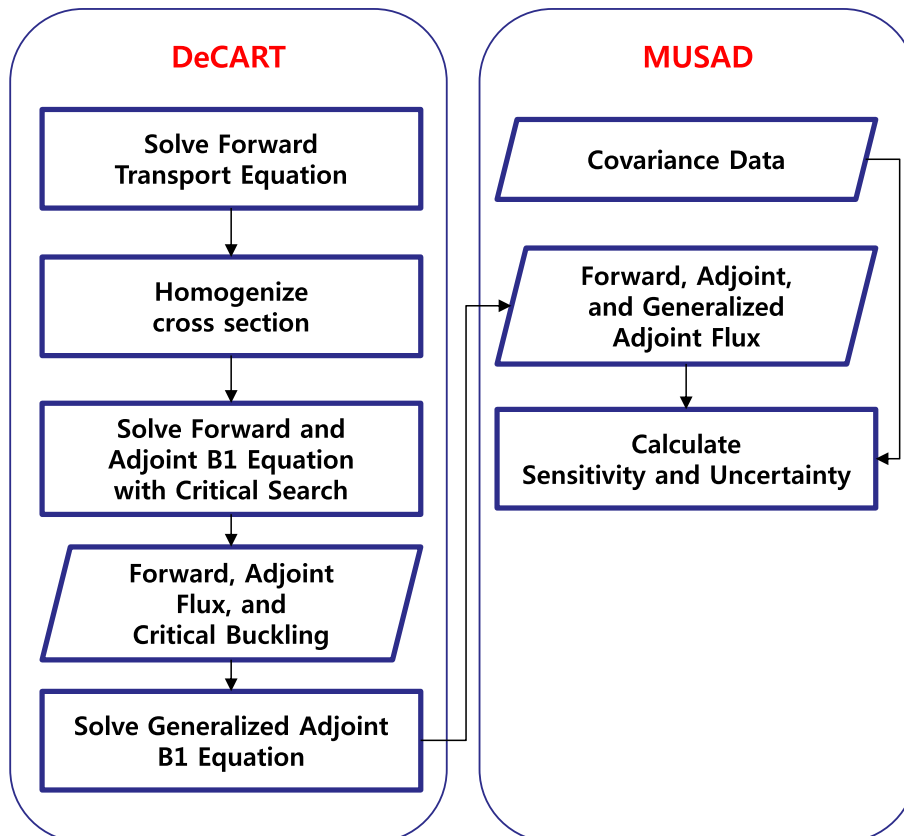 DeCART
Solve Forward
Transport Equation
Homogenize
cross section
Solve Forward and
Adjoint B1 Equation
with Critical Search
Forward, Adjoint
Flux, and
Critical Buckling
Solve Generalized Adjoint
B1 Equation
MUSAD
Covariance Data
Forward, Adjoint,
and Generalized
Adjoint Flux
Calculate
Sensitivity and Uncertainty